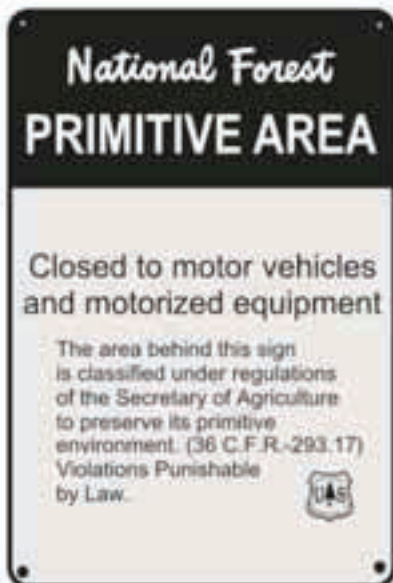 National Forest
PRIMITIVE AREA
Closed to motor vehicles
and motorized equipment
The area behind this sign
is classified under regulations
of the Secretary of Agriculture
to preserve its primitive
environment. (36 C.F.R.-293.17)
Violations Punishable
by Law.
U S